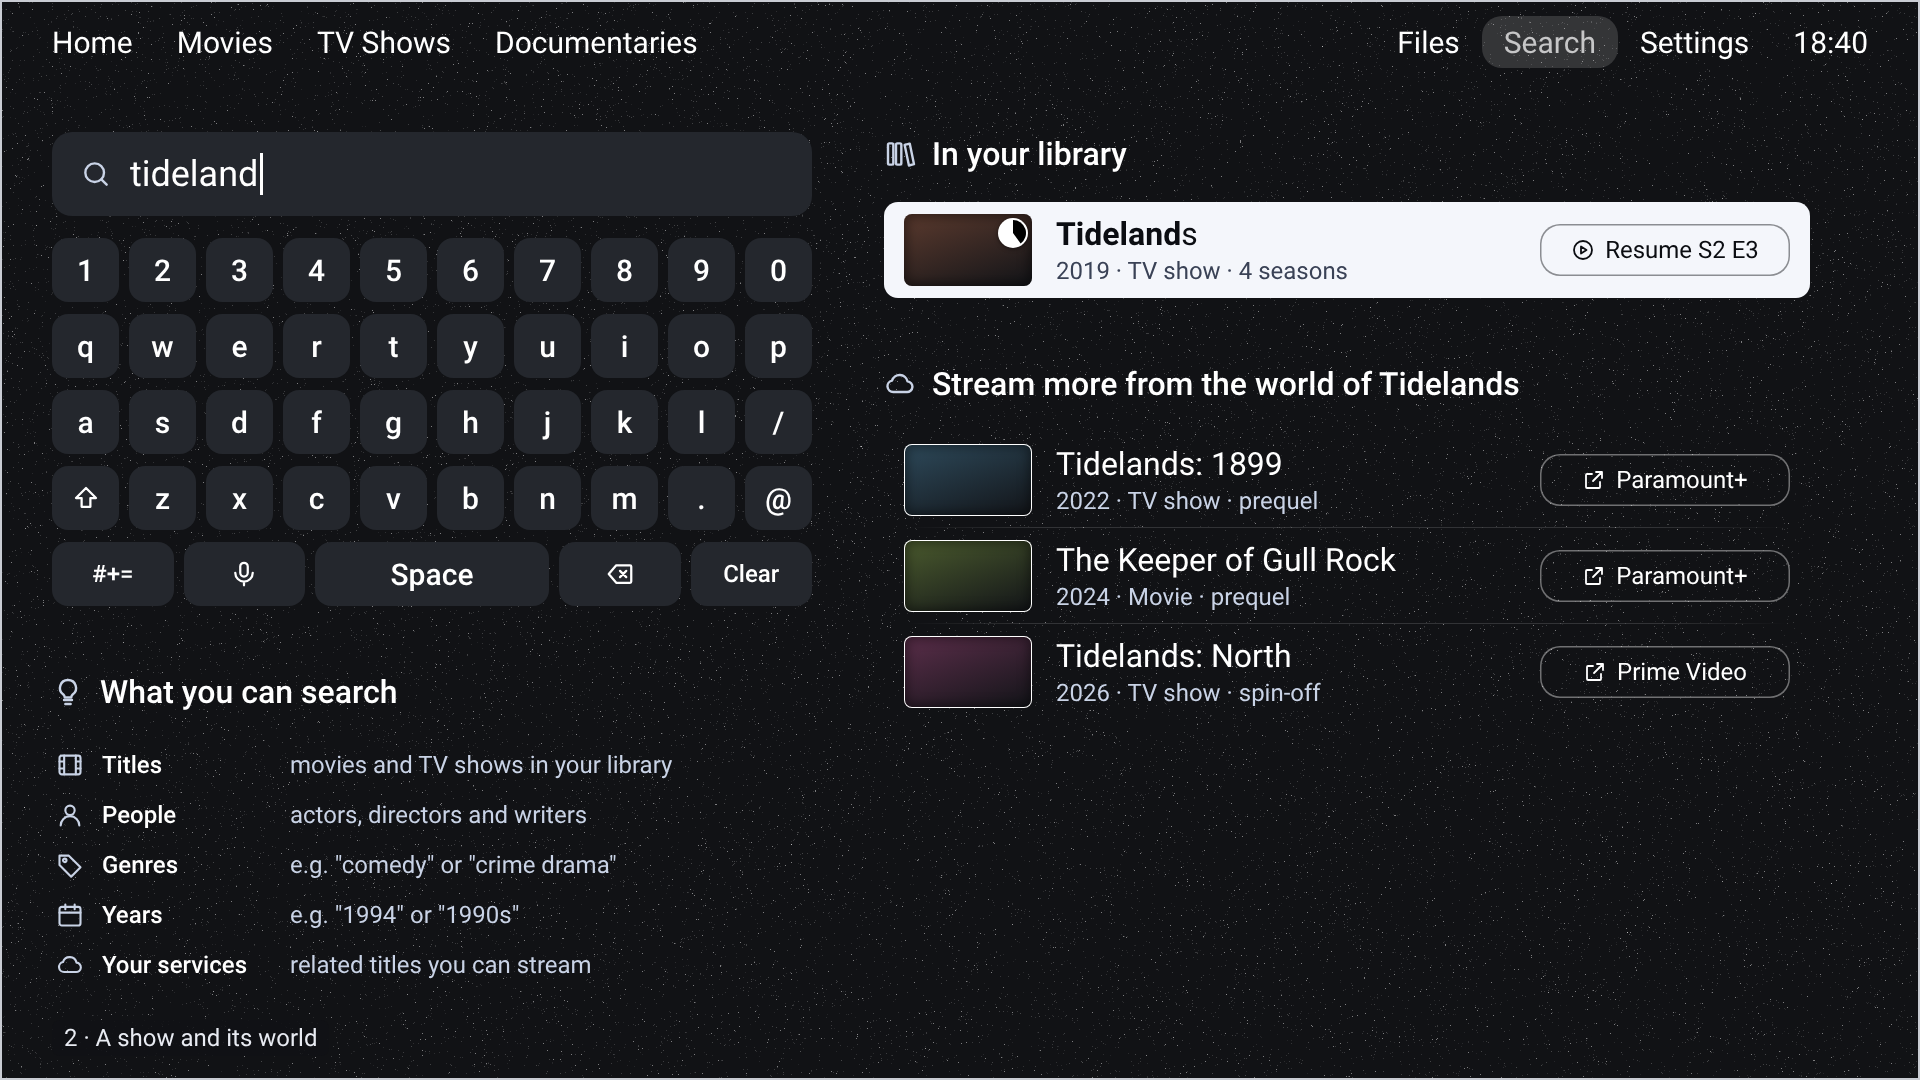 Home Movies TV Shows Documentaries Files Search Settings 18:40
tideland
1 2 3 4 5 6 7 8 9 0
q w e r t y u i o p
a s d f g h j k l /
z x c v b n m . @
#+= Space Clear
What you can search
Titles movies and TV shows in your library
People actors, directors and writers
Genres e.g. "comedy" or "crime drama"
Years e.g. "1994" or "1990s"
Your services related titles you can stream
2 · A show and its world
In your library
Tidelands
2019 · TV show · 4 seasons
Resume S2 E3
Stream more from the world of Tidelands
Tidelands: 1899
2022 · TV show · prequel
Paramount+
The Keeper of Gull Rock
2024 · Movie · prequel
Paramount+
Tidelands: North
2026 · TV show · spin-off
Prime Video